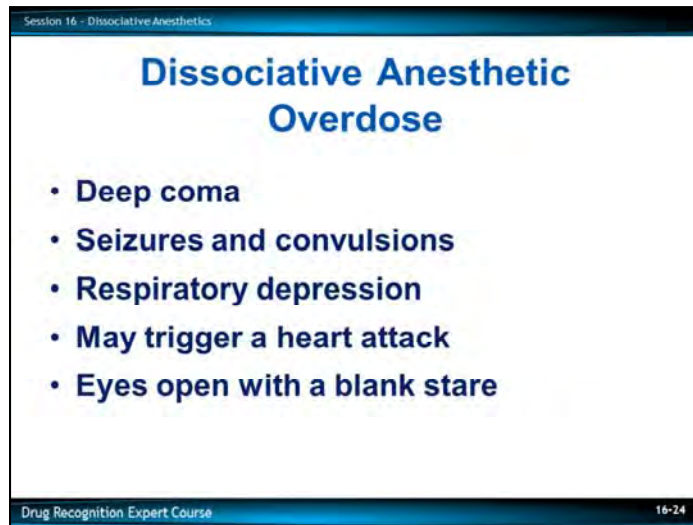 Session 16 - Dissociative Anesthetics
Dissociative Anesthetic
Overdose
• Deep coma
• Seizures and convulsions
• Respiratory depression
• May trigger a heart attack
• Eyes open with a blank stare
Drug Recognition Expert Course
16-24